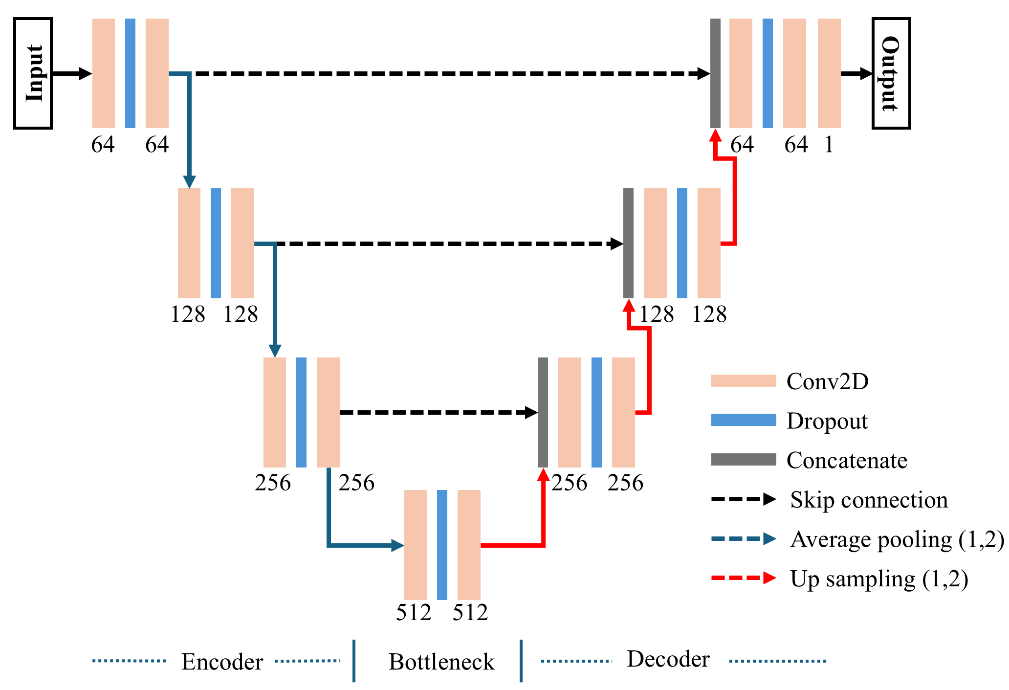 Input
Output
64 64
64 64 1
128 128
128 128
256 256
256 256
512 512
Conv2D
Dropout
Concatenate
Skip connection
Average pooling (1,2)
Up sampling (1,2)
Encoder
Bottleneck
Decoder